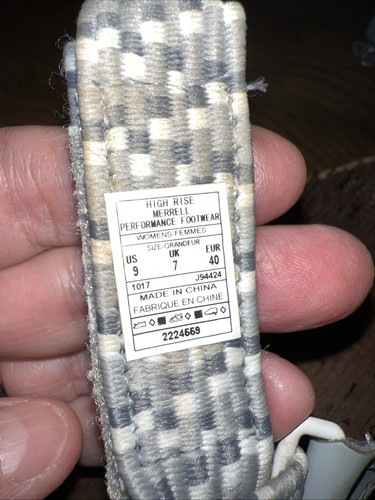 HIGH RISE
MERRELL
PERFORMANCE FOOTWEAR
WOMENS-FEMMES
SIZE-GRANDEUR
US UK EUR
9 7 40
1017 J94424
MADE IN CHINA
FABRIQUE EN CHINE
2224569